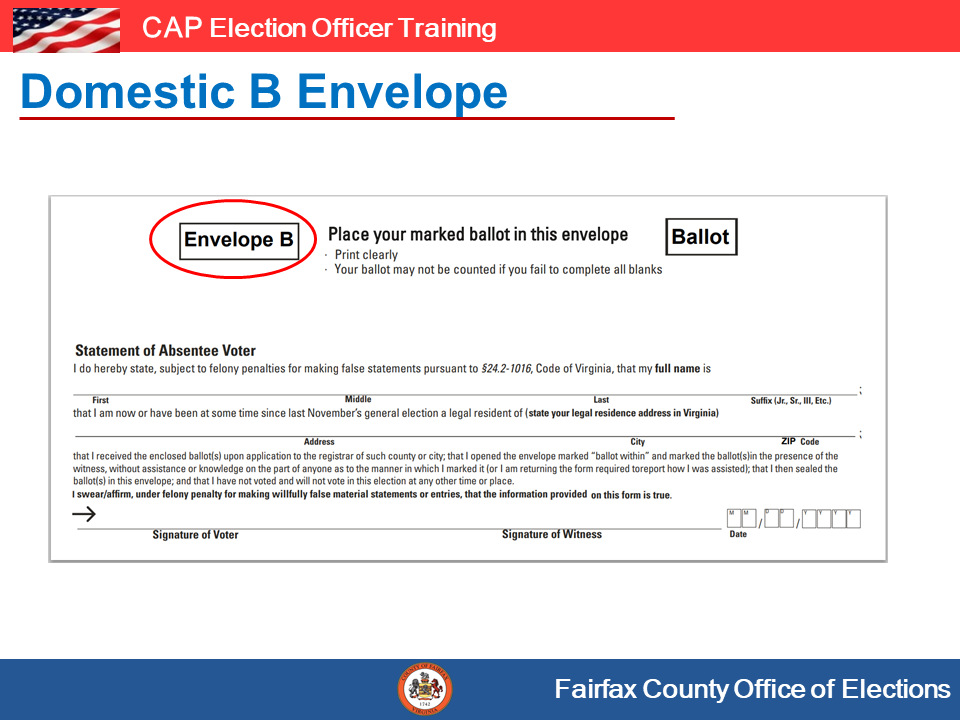 CAP Election Officer Training
Domestic B Envelope
Envelope B
Place your marked ballot in this envelope
Ballot
· Print clearly
· Your ballot may not be counted if you fail to complete all blanks
Statement of Absentee Voter
I do hereby state, subject to felony penalties for making false statements pursuant to §24.2-1016, Code of Virginia, that my full name is
;
First Middle Last Suffix (Jr., Sr., III, Etc.)
that I am now or have been at some time since last November's general election a legal resident of (state your legal residence address in Virginia)
;
Address City ZIP Code
that I received the enclosed ballot(s) upon application to the registrar of such county or city; that I opened the envelope marked "ballot within" and marked the ballot(s)in the presence of the
witness, without assistance or knowledge on the part of anyone as to the manner in which I marked it (or I am returning the form required toreport how I was assisted); that I then sealed the
ballot(s) in this envelope; and that I have not voted and will not vote in this election at any other time or place.
I swear/affirm, under felony penalty for making willfully false material statements or entries, that the information provided on this form is true.
M M / D D / Y Y Y Y
Signature of Voter Signature of Witness Date
COUNTY OF FAIRFAX
VIRGINIA
1742
Fairfax County Office of Elections